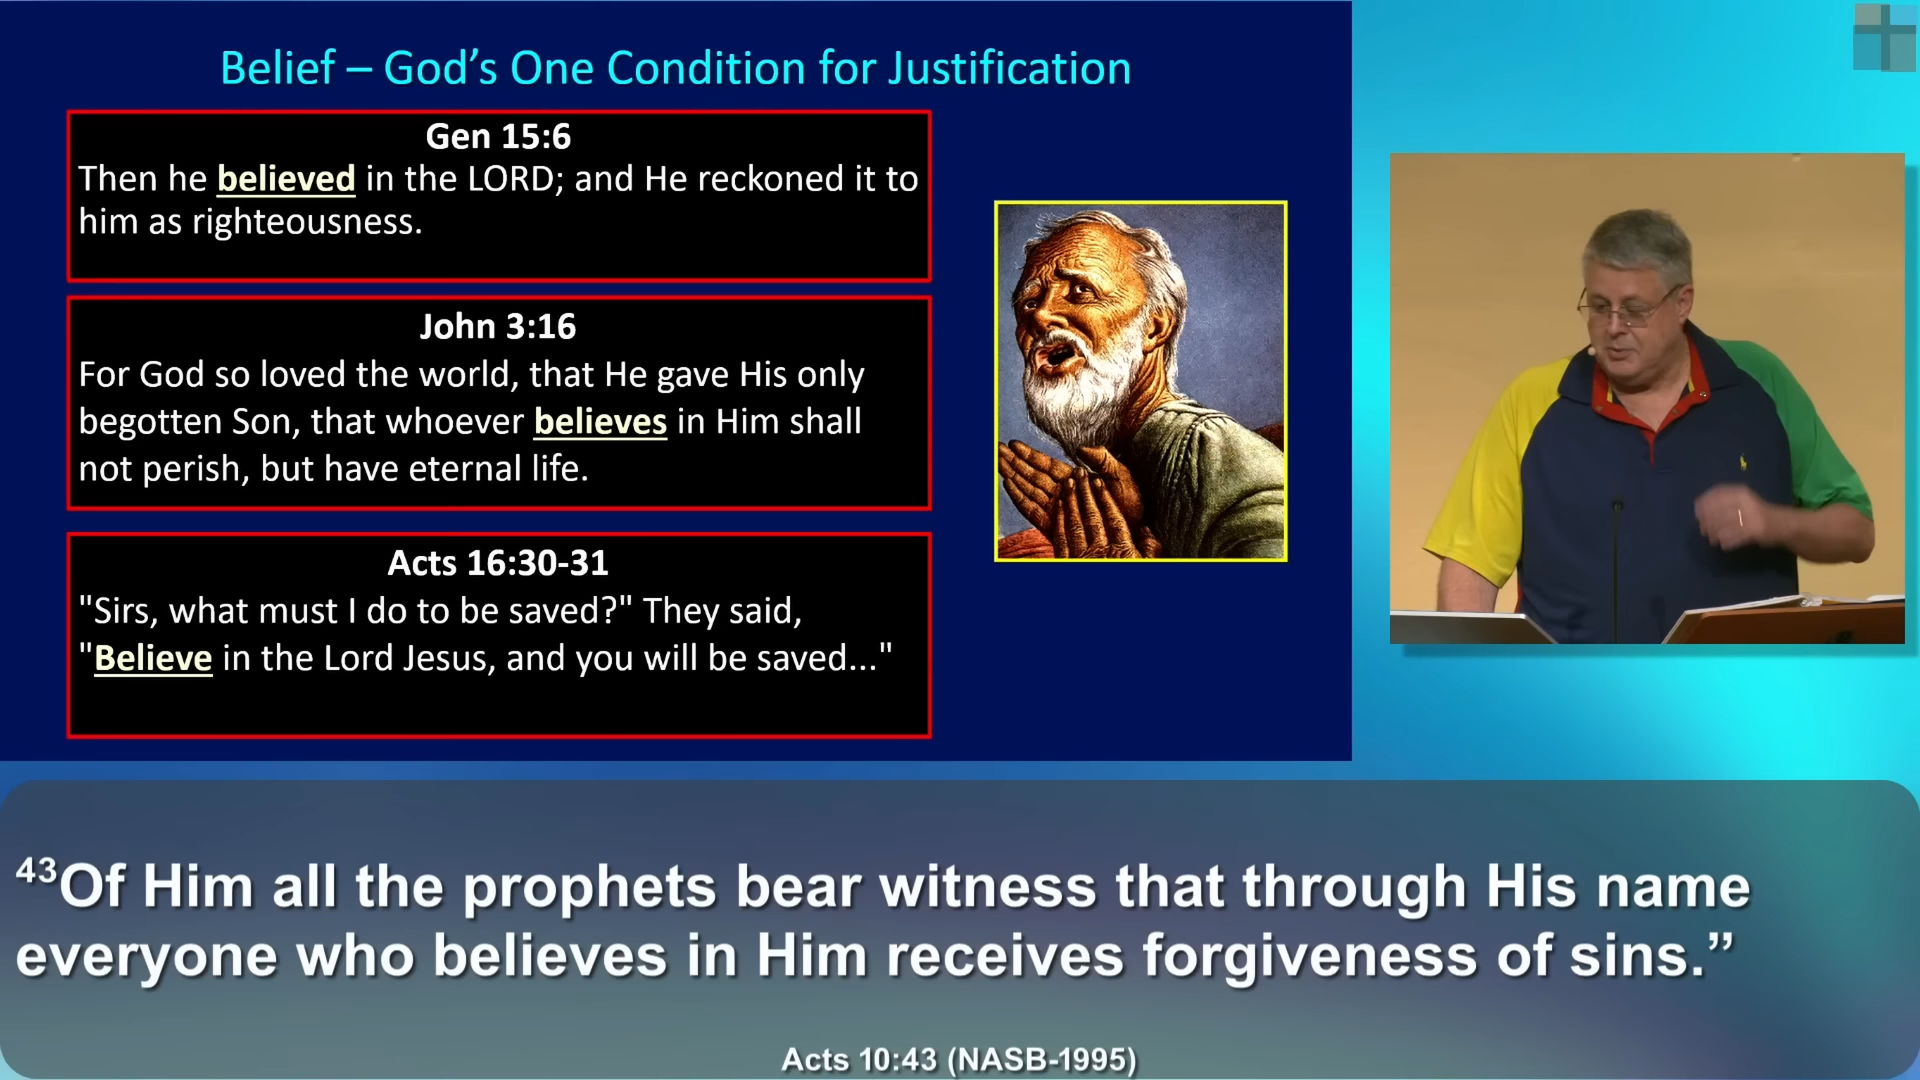 Belief – God’s One Condition for Justification
Gen 15:6
Then he believed in the LORD; and He reckoned it to
him as righteousness.
John 3:16
For God so loved the world, that He gave His only
begotten Son, that whoever believes in Him shall
not perish, but have eternal life.
Acts 16:30-31
"Sirs, what must I do to be saved?" They said,
"Believe in the Lord Jesus, and you will be saved..."
43Of Him all the prophets bear witness that through His name
everyone who believes in Him receives forgiveness of sins.”
Acts 10:43 (NASB-1995)